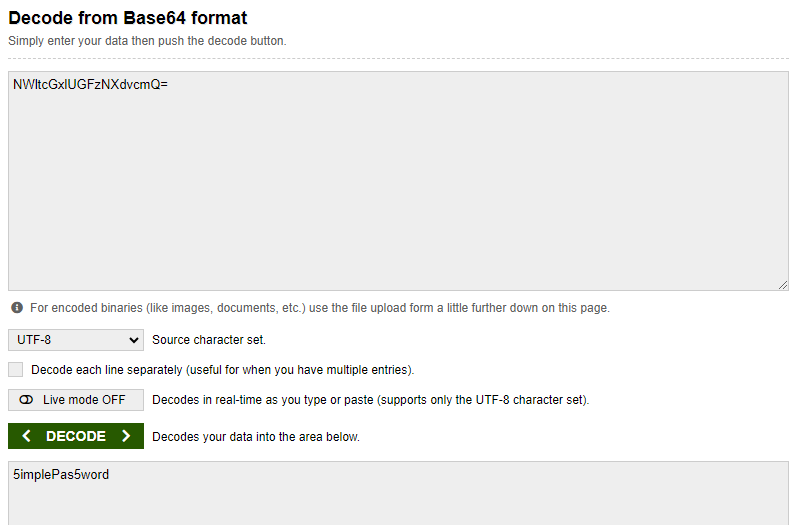 Decode from Base64 format
Simply enter your data then push the decode button.
NWltcGxlUGFzNXdvcmQ=
For encoded binaries (like images, documents, etc.) use the file upload form a little further down on this page.
UTF-8 Source character set.
Decode each line separately (useful for when you have multiple entries).
Live mode OFF Decodes in real-time as you type or paste (supports only the UTF-8 character set).
< DECODE > Decodes your data into the area below.
5implePas5word